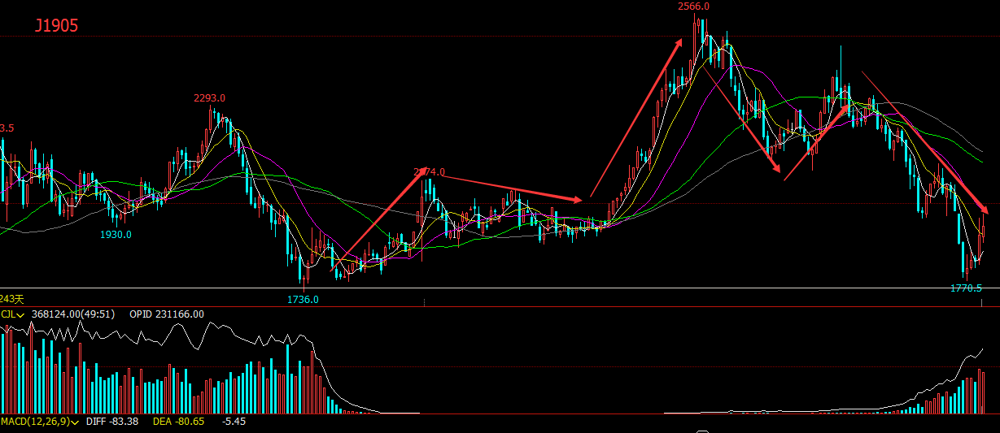 2566.0
J1905
2293.0
3.5
2274.0
1930.0
1736.0
1770.5
243天
CJL 368124.00(49:51) OPID 231166.00
MACD(12,26,9) DIFF -83.38 DEA -80.65 -5.45